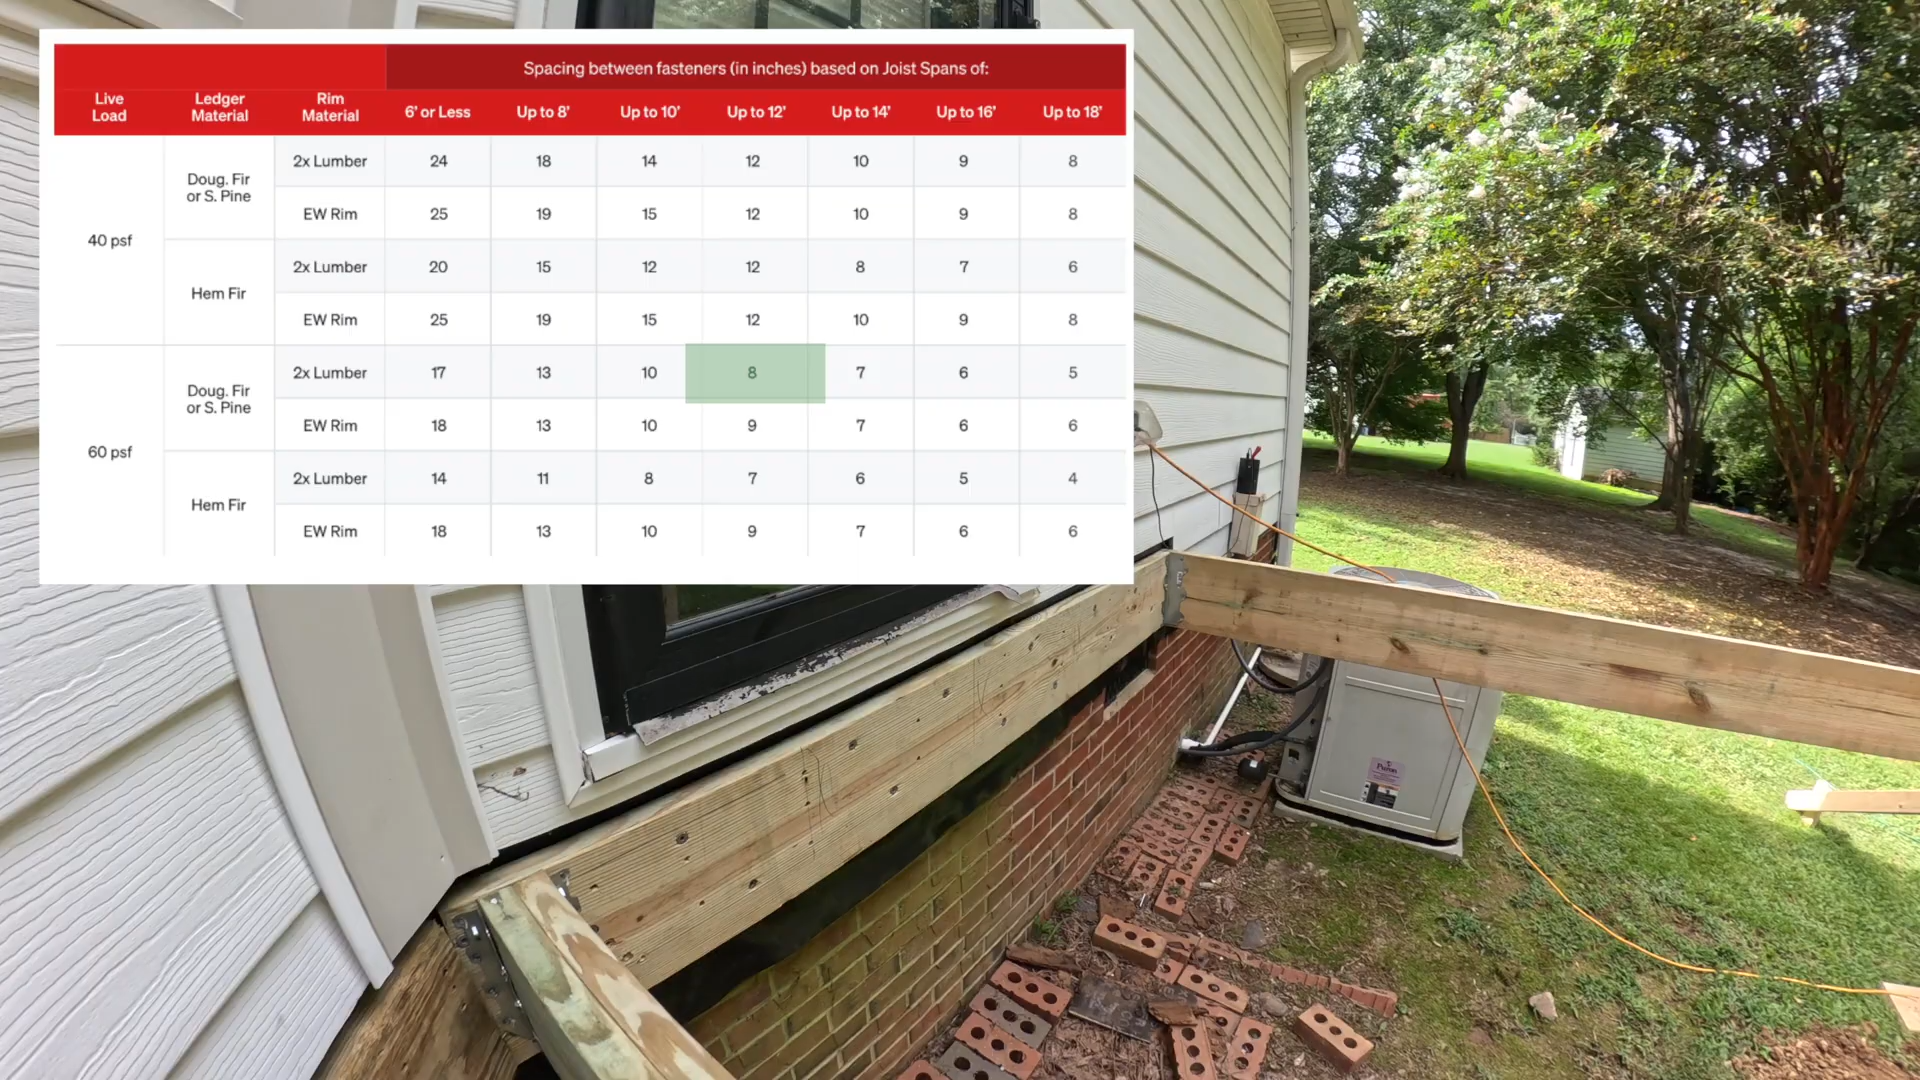 Spacing between fasteners (in inches) based on Joist Spans of:
Live Load Ledger Material Rim Material 6' or Less Up to 8' Up to 10' Up to 12' Up to 14' Up to 16' Up to 18'
40 psf Doug. Fir or S. Pine 2x Lumber 24 18 14 12 10 9 8
EW Rim 25 19 15 12 10 9 8
Hem Fir 2x Lumber 20 15 12 12 8 7 6
EW Rim 25 19 15 12 10 9 8
60 psf Doug. Fir or S. Pine 2x Lumber 17 13 10 8 7 6 5
EW Rim 18 13 10 9 7 6 6
Hem Fir 2x Lumber 14 11 8 7 6 5 4
EW Rim 18 13 10 9 7 6 6